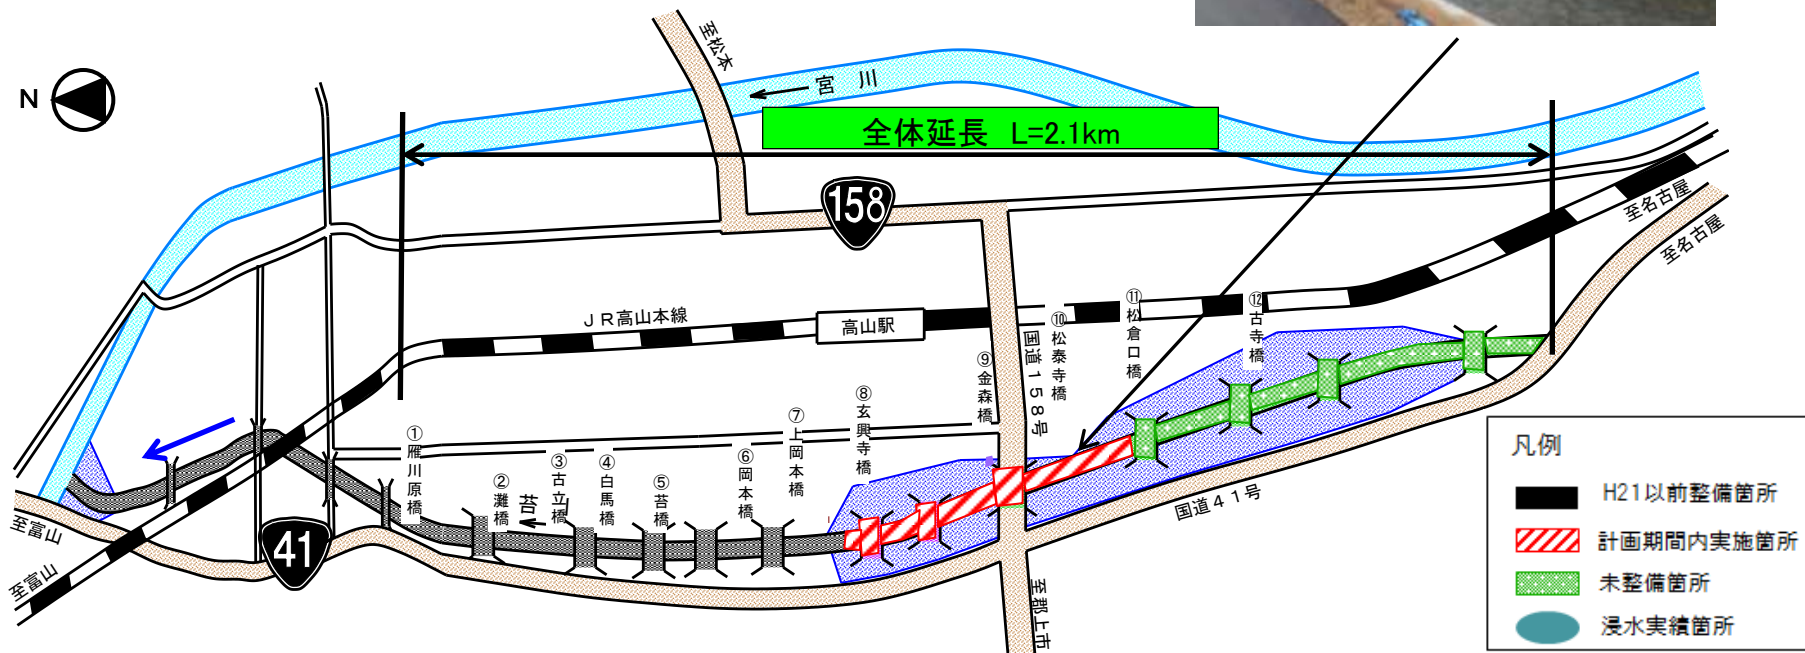 N
至松本
宮川
全体延長 L=2.1km
158
至名古屋
至名古屋
JR高山本線
高山駅
国道158号
①雁川原橋
②灘橋
③古立橋
④白馬橋
⑤苔橋
⑥岡本橋
⑦上岡本橋
⑧玄興寺橋
⑨金森橋
⑩松泰寺橋
⑪松倉口橋
⑫古寺橋
苔
国道41号
41
至富山
至富山
至郡上市
凡例
H21以前整備箇所
計画期間内実施箇所
未整備箇所
浸水実績箇所